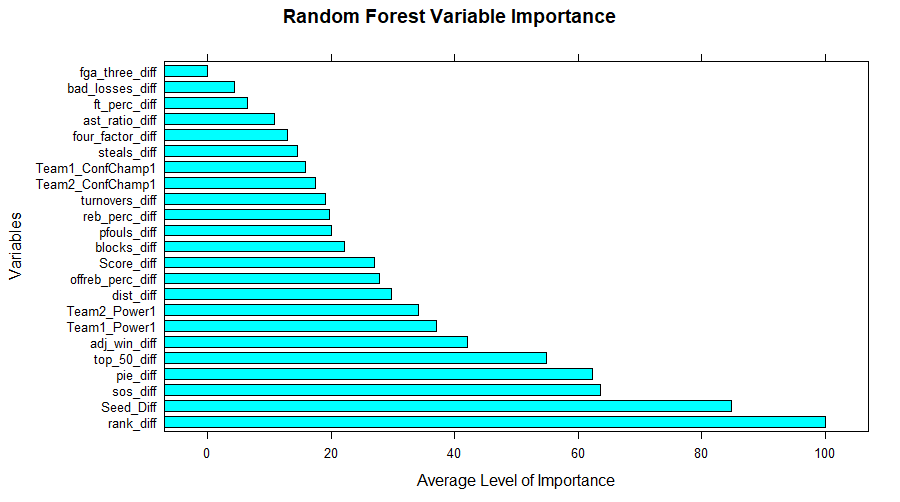 Random Forest Variable Importance
fga_three_diff
bad_losses_diff
ft_perc_diff
ast_ratio_diff
four_factor_diff
steals_diff
Team1_ConfChamp1
Team2_ConfChamp1
turnovers_diff
reb_perc_diff
pfouls_diff
blocks_diff
Score_diff
offreb_perc_diff
dist_diff
Team2_Power1
Team1_Power1
adj_win_diff
top_50_diff
pie_diff
sos_diff
Seed_Diff
rank_diff
Variables
0 20 40 60 80 100
Average Level of Importance